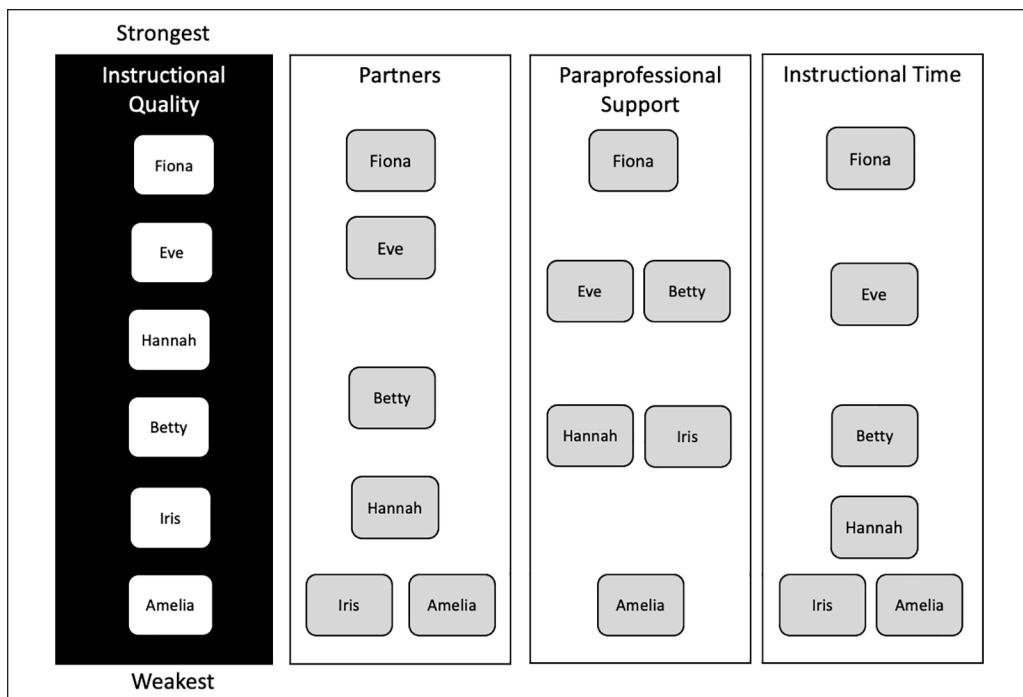 Strongest
Instructional
Quality
Fiona
Eve
Hannah
Betty
Iris
Amelia
Weakest
Partners
Fiona
Eve
Betty
Hannah
Iris Amelia
Paraprofessional
Support
Fiona
Eve Betty
Hannah Iris
Amelia
Instructional Time
Fiona
Eve
Betty
Hannah
Iris Amelia